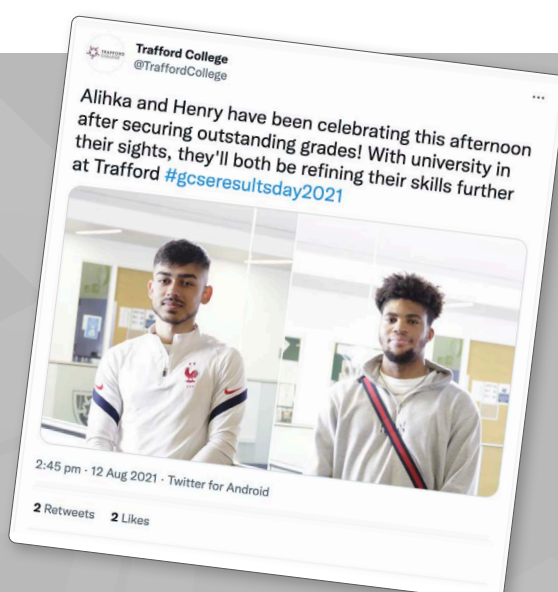 TRAFFORD
COLLEGE
Trafford College
@TraffordCollege
Alihka and Henry have been celebrating this afternoon
after securing outstanding grades! With university in
their sights, they'll both be refining their skills further
at Trafford #gcseresultsday2021
2:45 pm · 12 Aug 2021 · Twitter for Android
2 Retweets 2 Likes